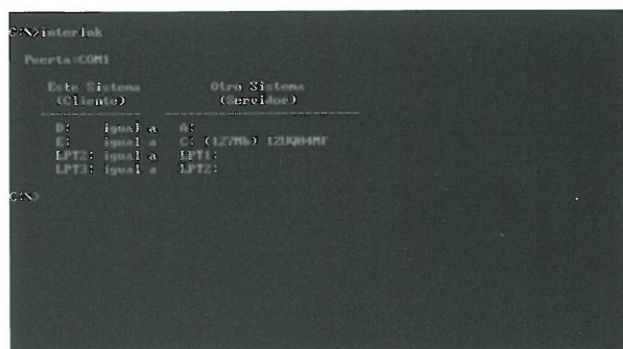 C:\>interlnk
Puerta=COM1
Este Sistema Otro Sistema
(Cliente) (Servidor)
D: igual a A:
E: igual a C: (127Mb)
LPT2: igual a LPT1:
LPT3: igual a LPT2:
C:\>